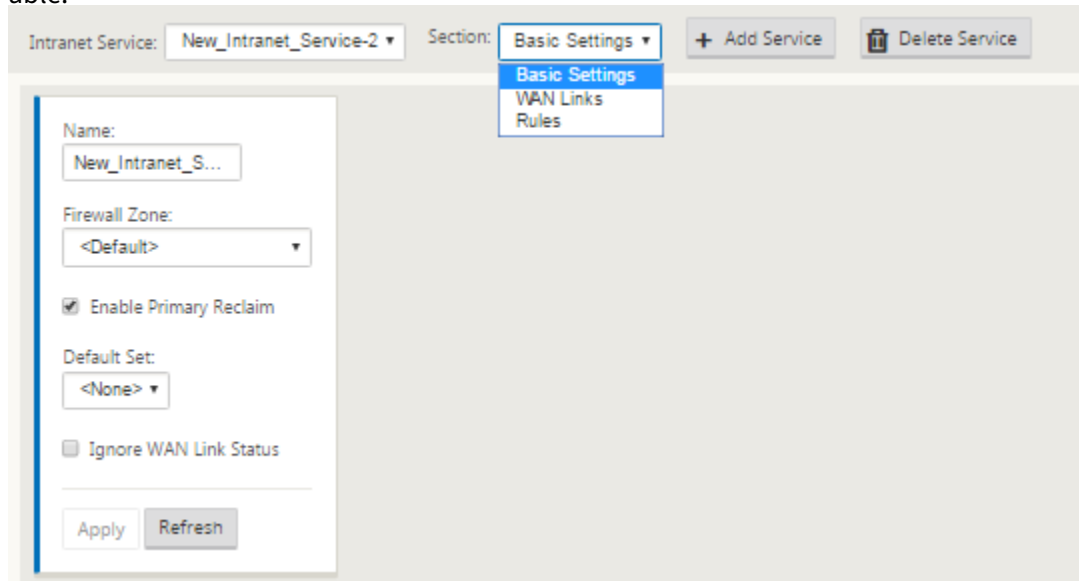 able.
Intranet Service: New_Intranet_Service-2 Section: Basic Settings + Add Service Delete Service
Basic Settings
WAN Links
Rules
Name:
New_Intranet_S...
Firewall Zone:
<Default>
Enable Primary Reclaim
Default Set:
<None>
Ignore WAN Link Status
Apply Refresh